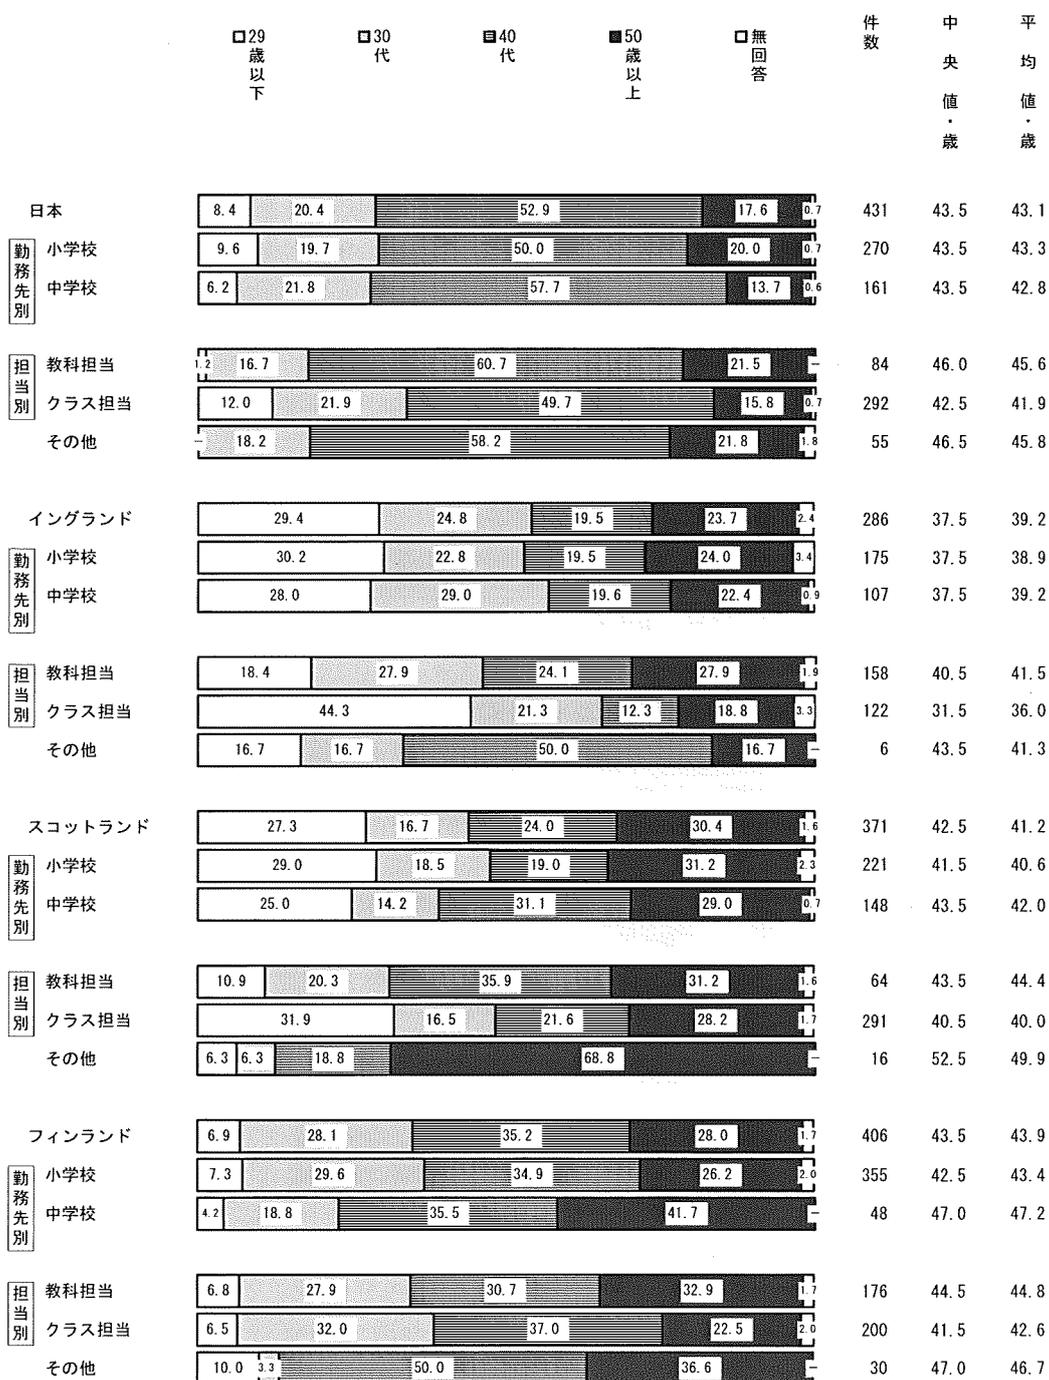 □29歳以下 □30代 ▤40代 ■50歳以上 □無回答 件数 中央値・歳 平均値・歳
日本 8.4 20.4 52.9 17.6 0.7 431 43.5 43.1
勤務先別
小学校 9.6 19.7 50.0 20.0 0.7 270 43.5 43.3
中学校 6.2 21.8 57.7 13.7 0.6 161 43.5 42.8
担当別
教科担当 1.2 16.7 60.7 21.5 － 84 46.0 45.6
クラス担当 12.0 21.9 49.7 15.8 0.7 292 42.5 41.9
その他 － 18.2 58.2 21.8 1.8 55 46.5 45.8
イングランド 29.4 24.8 19.5 23.7 2.4 286 37.5 39.2
勤務先別
小学校 30.2 22.8 19.5 24.0 3.4 175 37.5 38.9
中学校 28.0 29.0 19.6 22.4 0.9 107 37.5 39.2
担当別
教科担当 18.4 27.9 24.1 27.9 1.9 158 40.5 41.5
クラス担当 44.3 21.3 12.3 18.8 3.3 122 31.5 36.0
その他 16.7 16.7 50.0 16.7 － 6 43.5 41.3
スコットランド 27.3 16.7 24.0 30.4 1.6 371 42.5 41.2
勤務先別
小学校 29.0 18.5 19.0 31.2 2.3 221 41.5 40.6
中学校 25.0 14.2 31.1 29.0 0.7 148 43.5 42.0
担当別
教科担当 10.9 20.3 35.9 31.2 1.6 64 43.5 44.4
クラス担当 31.9 16.5 21.6 28.2 1.7 291 40.5 40.0
その他 6.3 6.3 18.8 68.8 － 16 52.5 49.9
フィンランド 6.9 28.1 35.2 28.0 1.7 406 43.5 43.9
勤務先別
小学校 7.3 29.6 34.9 26.2 2.0 355 42.5 43.4
中学校 4.2 18.8 35.5 41.7 － 48 47.0 47.2
担当別
教科担当 6.8 27.9 30.7 32.9 1.7 176 44.5 44.8
クラス担当 6.5 32.0 37.0 22.5 2.0 200 41.5 42.6
その他 10.0 3.3 50.0 36.6 － 30 47.0 46.7